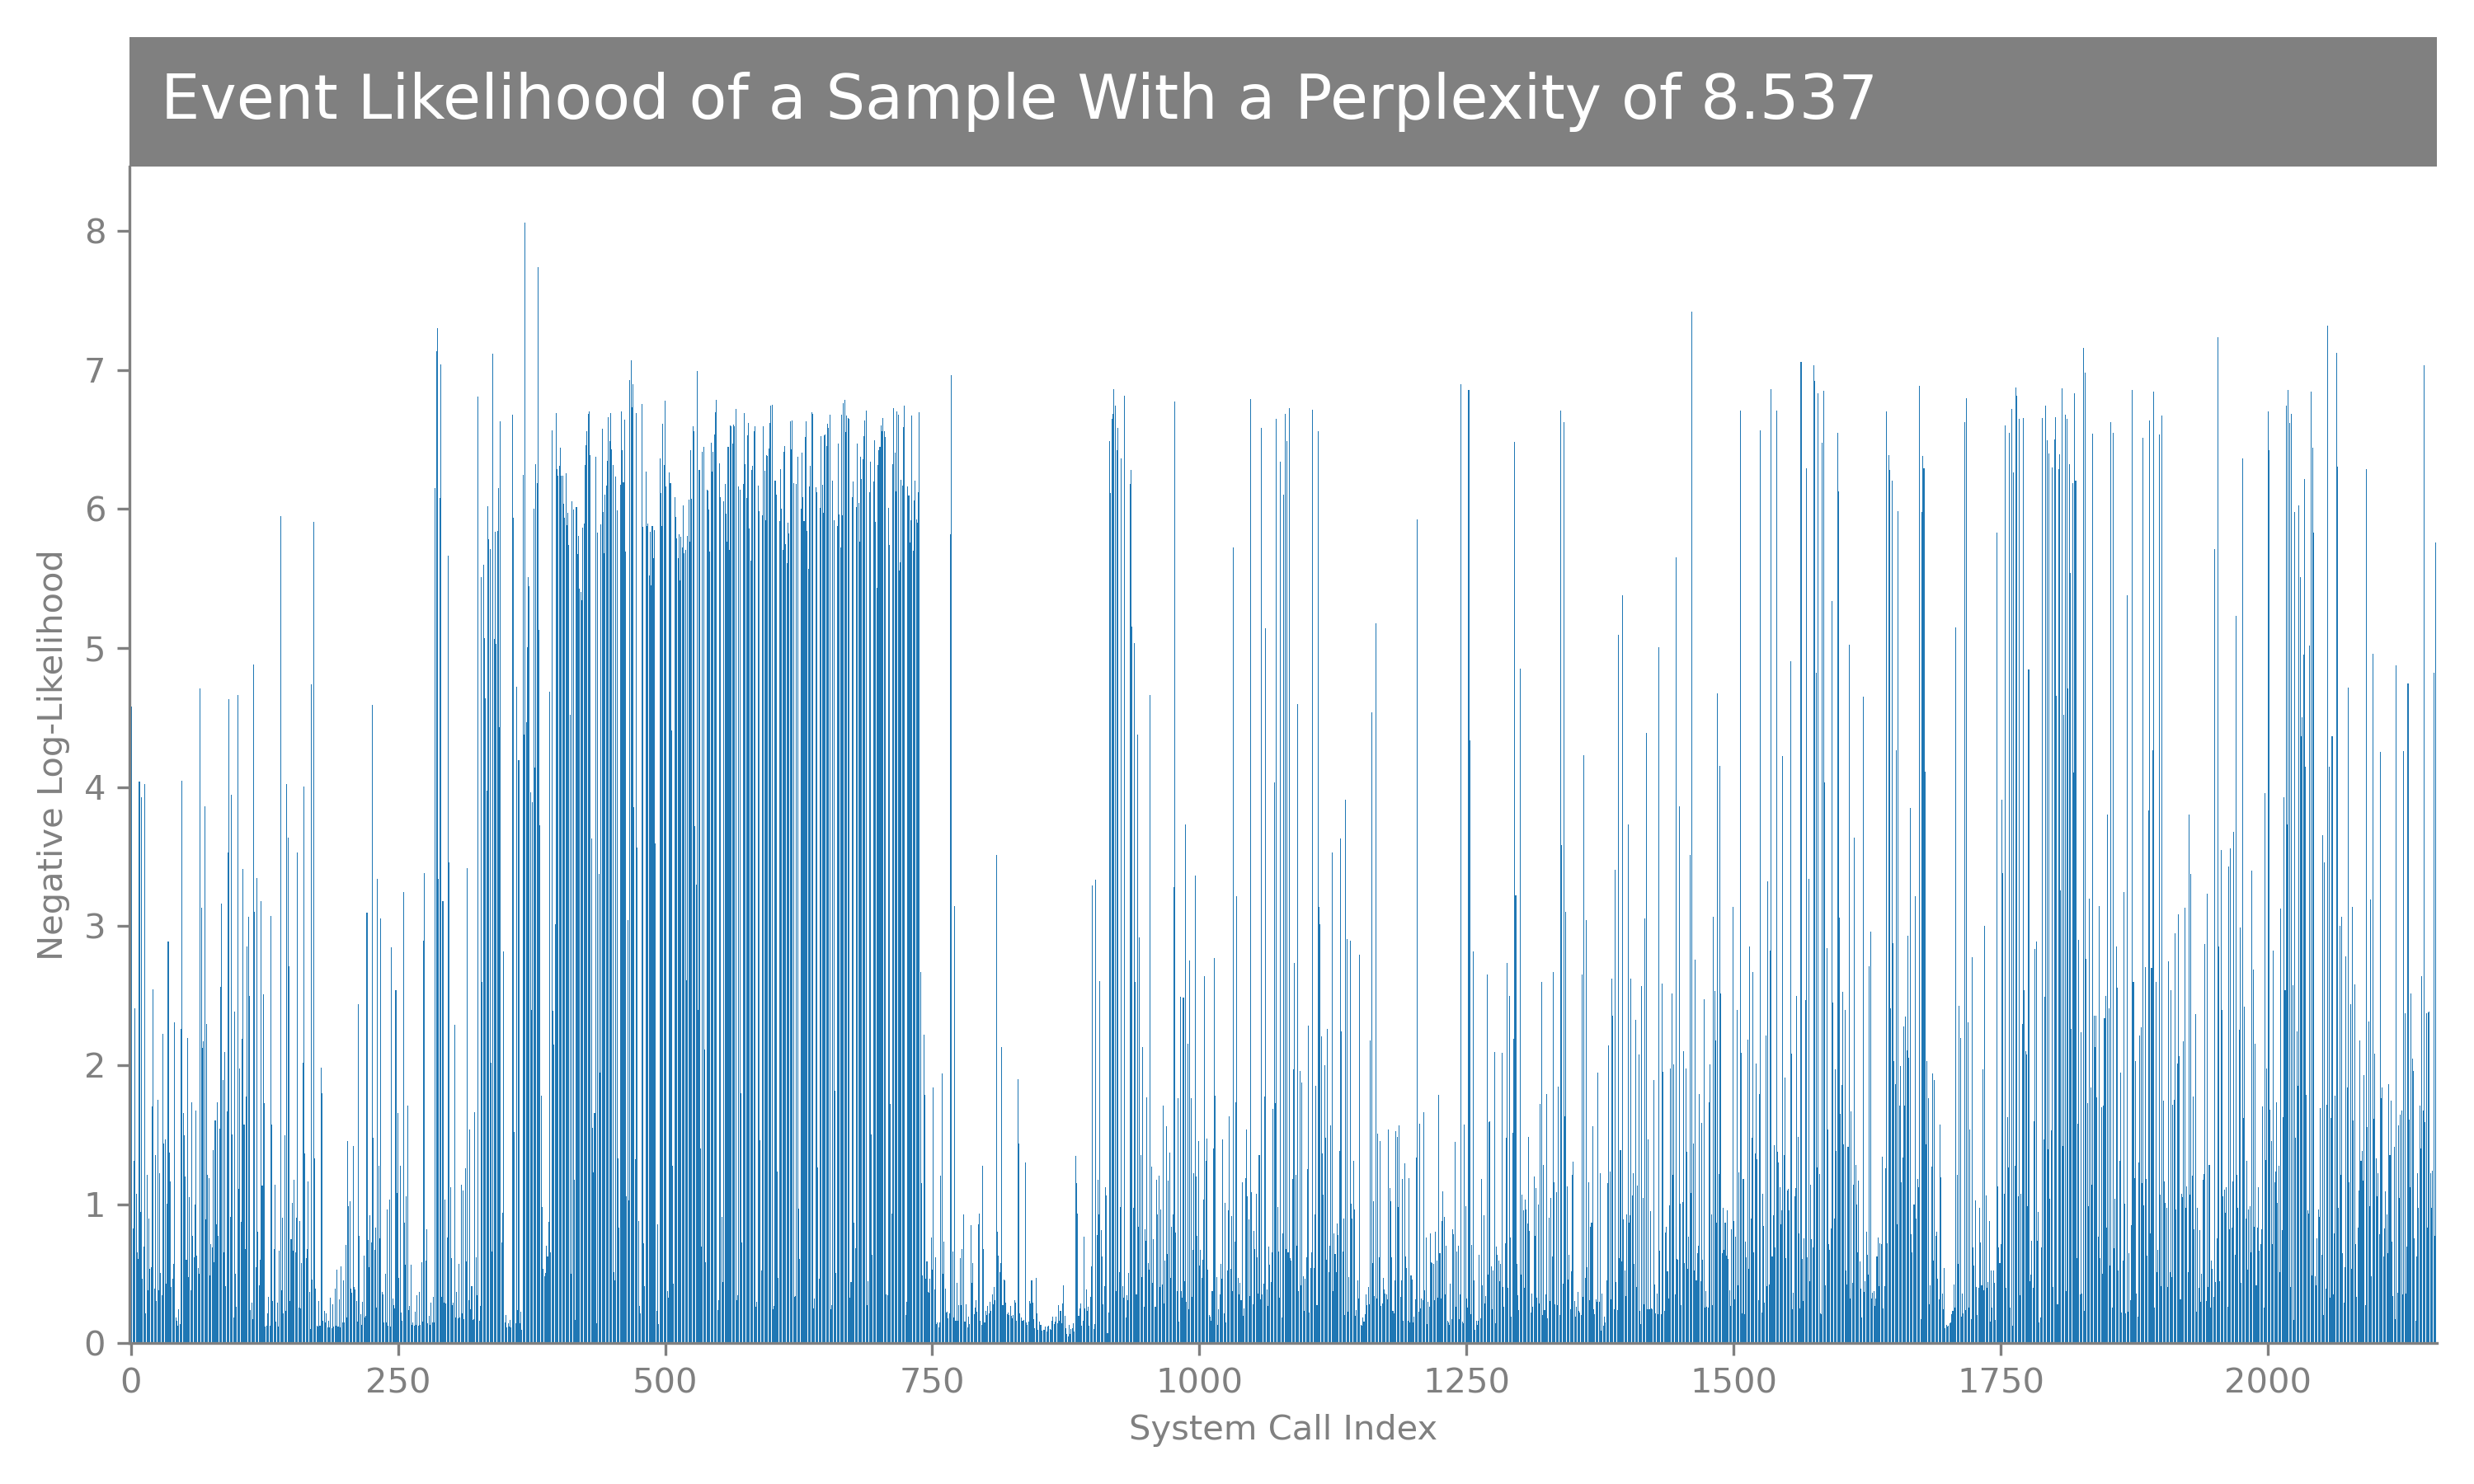 Event Likelihood of a Sample With a Perplexity of 8.537
8
7
6
5
4
3
2
1
0
Negative Log-Likelihood
0 250 500 750 1000 1250 1500 1750 2000
System Call Index